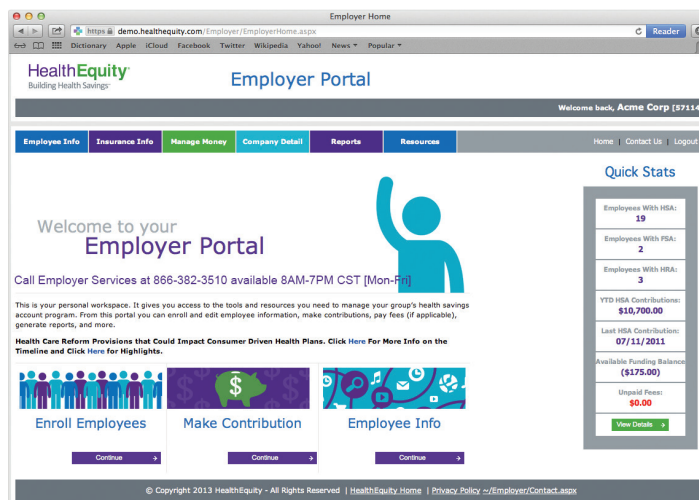 Employer Home
https demo.healthequity.com/Employer/EmployerHome.aspx
Reader
Dictionary Apple iCloud Facebook Twitter Wikipedia Yahoo! News Popular
HealthEquity
Building Health Savings
Employer Portal
Welcome back, Acme Corp [57114
Employee Info Insurance Info Manage Money Company Detail Reports Resources
Home | Contact Us | Logout
Quick Stats
Employees With HSA:
19
Employees With FSA:
2
Employees With HRA:
3
YTD HSA Contributions:
$10,700.00
Last HSA Contribution:
07/11/2011
Available Funding Balance
($175.00)
Unpaid Fees:
$0.00
View Details
Welcome to your
Employer Portal
Call Employer Services at 866-382-3510 available 8AM-7PM CST [Mon-Fri]
This is your personal workspace. It gives you access to the tools and resources you need to manage your group's health savings
account program. From this portal you can enroll and edit employee information, make contributions, pay fees (if applicable),
generate reports, and more.
Health Care Reform Provisions that Could Impact Consumer Driven Health Plans. Click Here For More Info on the
Timeline and Click Here for Highlights.
Enroll Employees Make Contribution Employee Info
Continue Continue Continue
© Copyright 2013 HealthEquity - All Rights Reserved | HealthEquity Home | Privacy Policy ~/Employer/Contact.aspx